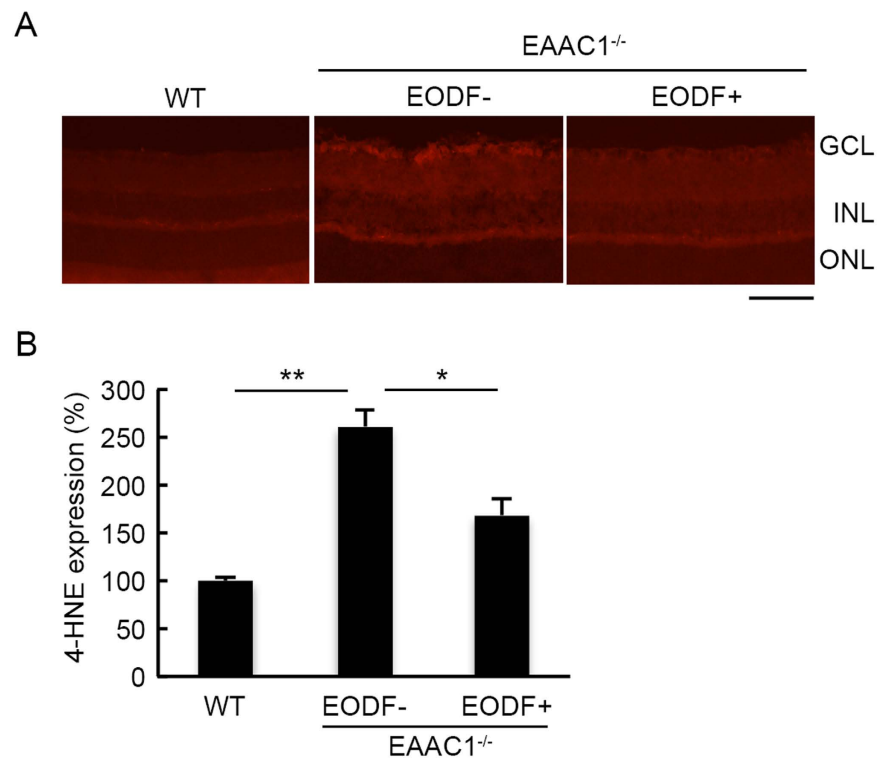 A
EAAC1-/-
WT EODF- EODF+
GCL
INL
ONL
B
** *
4-HNE expression (%)
300
250
200
150
100
50
0
WT EODF- EODF+
EAAC1-/-